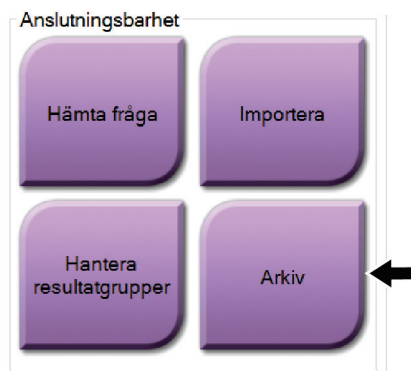 Anslutningsbarhet
Hämta fråga
Importera
Hantera
resultatgrupper
Arkiv